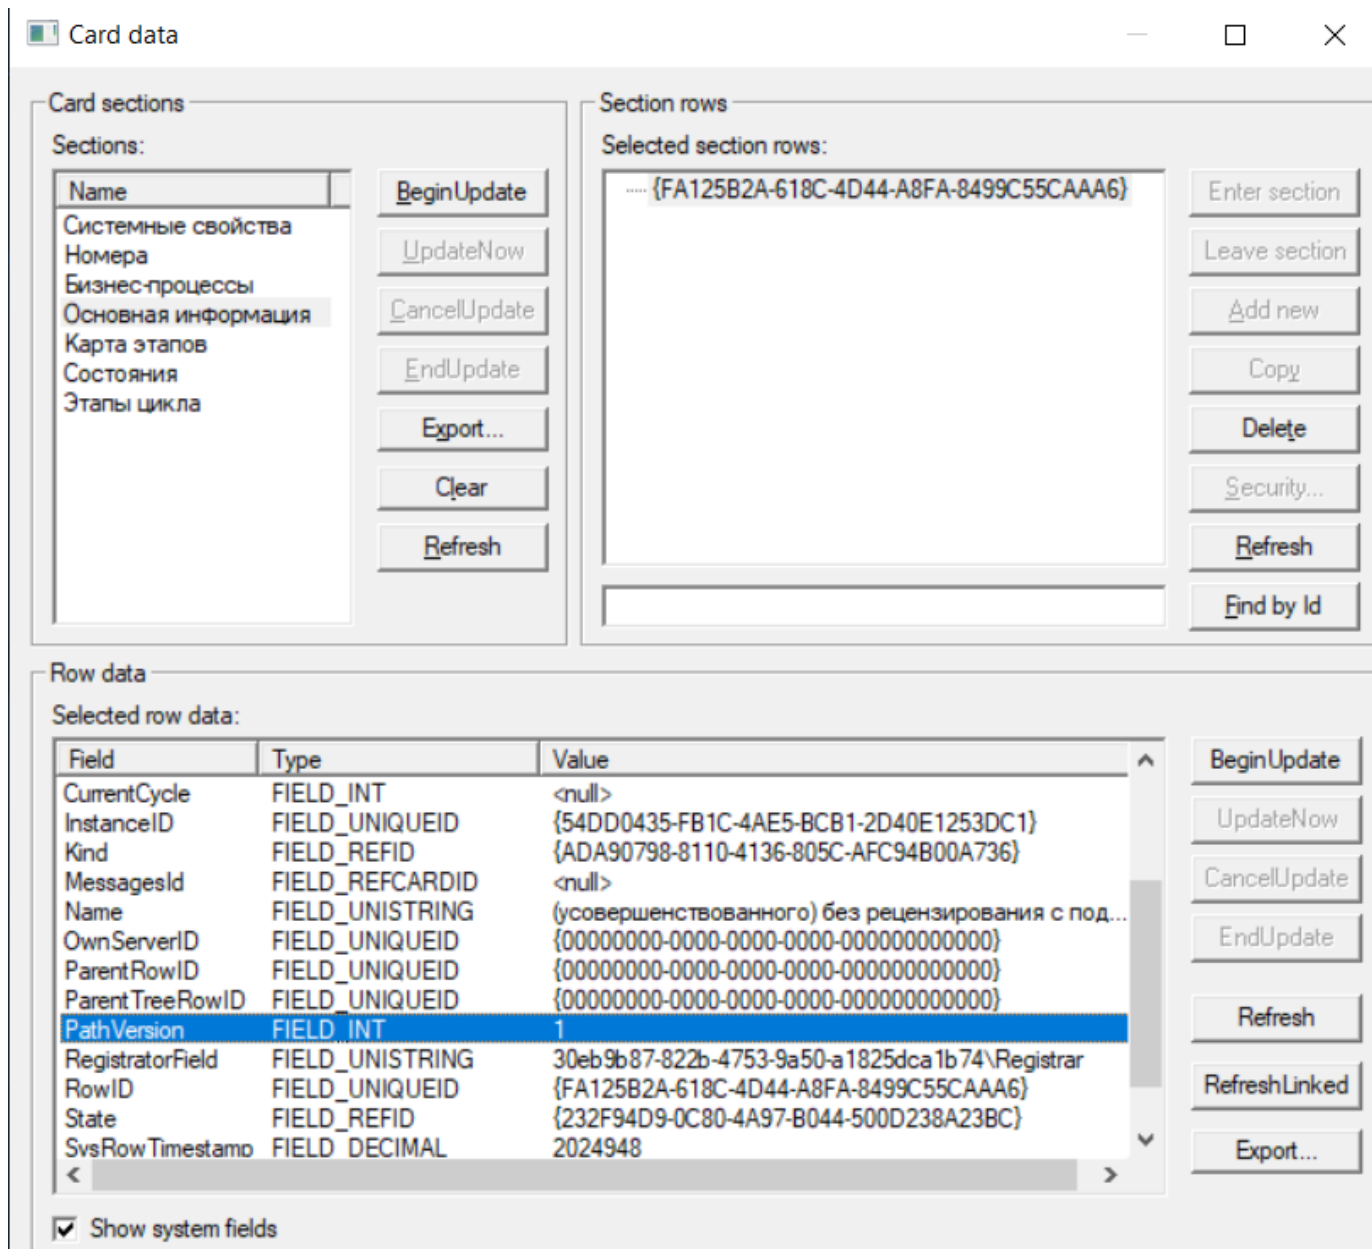 Card data
Card sections
Sections:
Name
Системные свойства
Номера
Бизнес-процессы
Основная информация
Карта этапов
Состояния
Этапы цикла
BeginUpdate
UpdateNow
CancelUpdate
EndUpdate
Export...
Clear
Refresh
Section rows
Selected section rows:
{FA125B2A-618C-4D44-A8FA-8499C55CAAA6}
Enter section
Leave section
Add new
Copy
Delete
Security...
Refresh
Find by Id
Row data
Selected row data:
Field Type Value
CurrentCycle FIELD_INT <null>
InstanceID FIELD_UNIQUEID {54DD0435-FB1C-4AE5-BCB1-2D40E1253DC1}
Kind FIELD_REFID {ADA90798-8110-4136-805C-AFC94B00A736}
MessagesId FIELD_REFCARDID <null>
Name FIELD_UNISTRING (усовершенствованного) без рецензирования с под...
OwnServerID FIELD_UNIQUEID {00000000-0000-0000-0000-000000000000}
ParentRowID FIELD_UNIQUEID {00000000-0000-0000-0000-000000000000}
ParentTreeRowID FIELD_UNIQUEID {00000000-0000-0000-0000-000000000000}
PathVersion FIELD_INT 1
RegistratorField FIELD_UNISTRING 30eb9b87-822b-4753-9a50-a1825dca1b74\Registrar
RowID FIELD_UNIQUEID {FA125B2A-618C-4D44-A8FA-8499C55CAAA6}
State FIELD_REFID {232F94D9-0C80-4A97-B044-500D238A23BC}
SysRowTimestamp FIELD_DECIMAL 2024948
BeginUpdate
UpdateNow
CancelUpdate
EndUpdate
Refresh
RefreshLinked
Export...
Show system fields